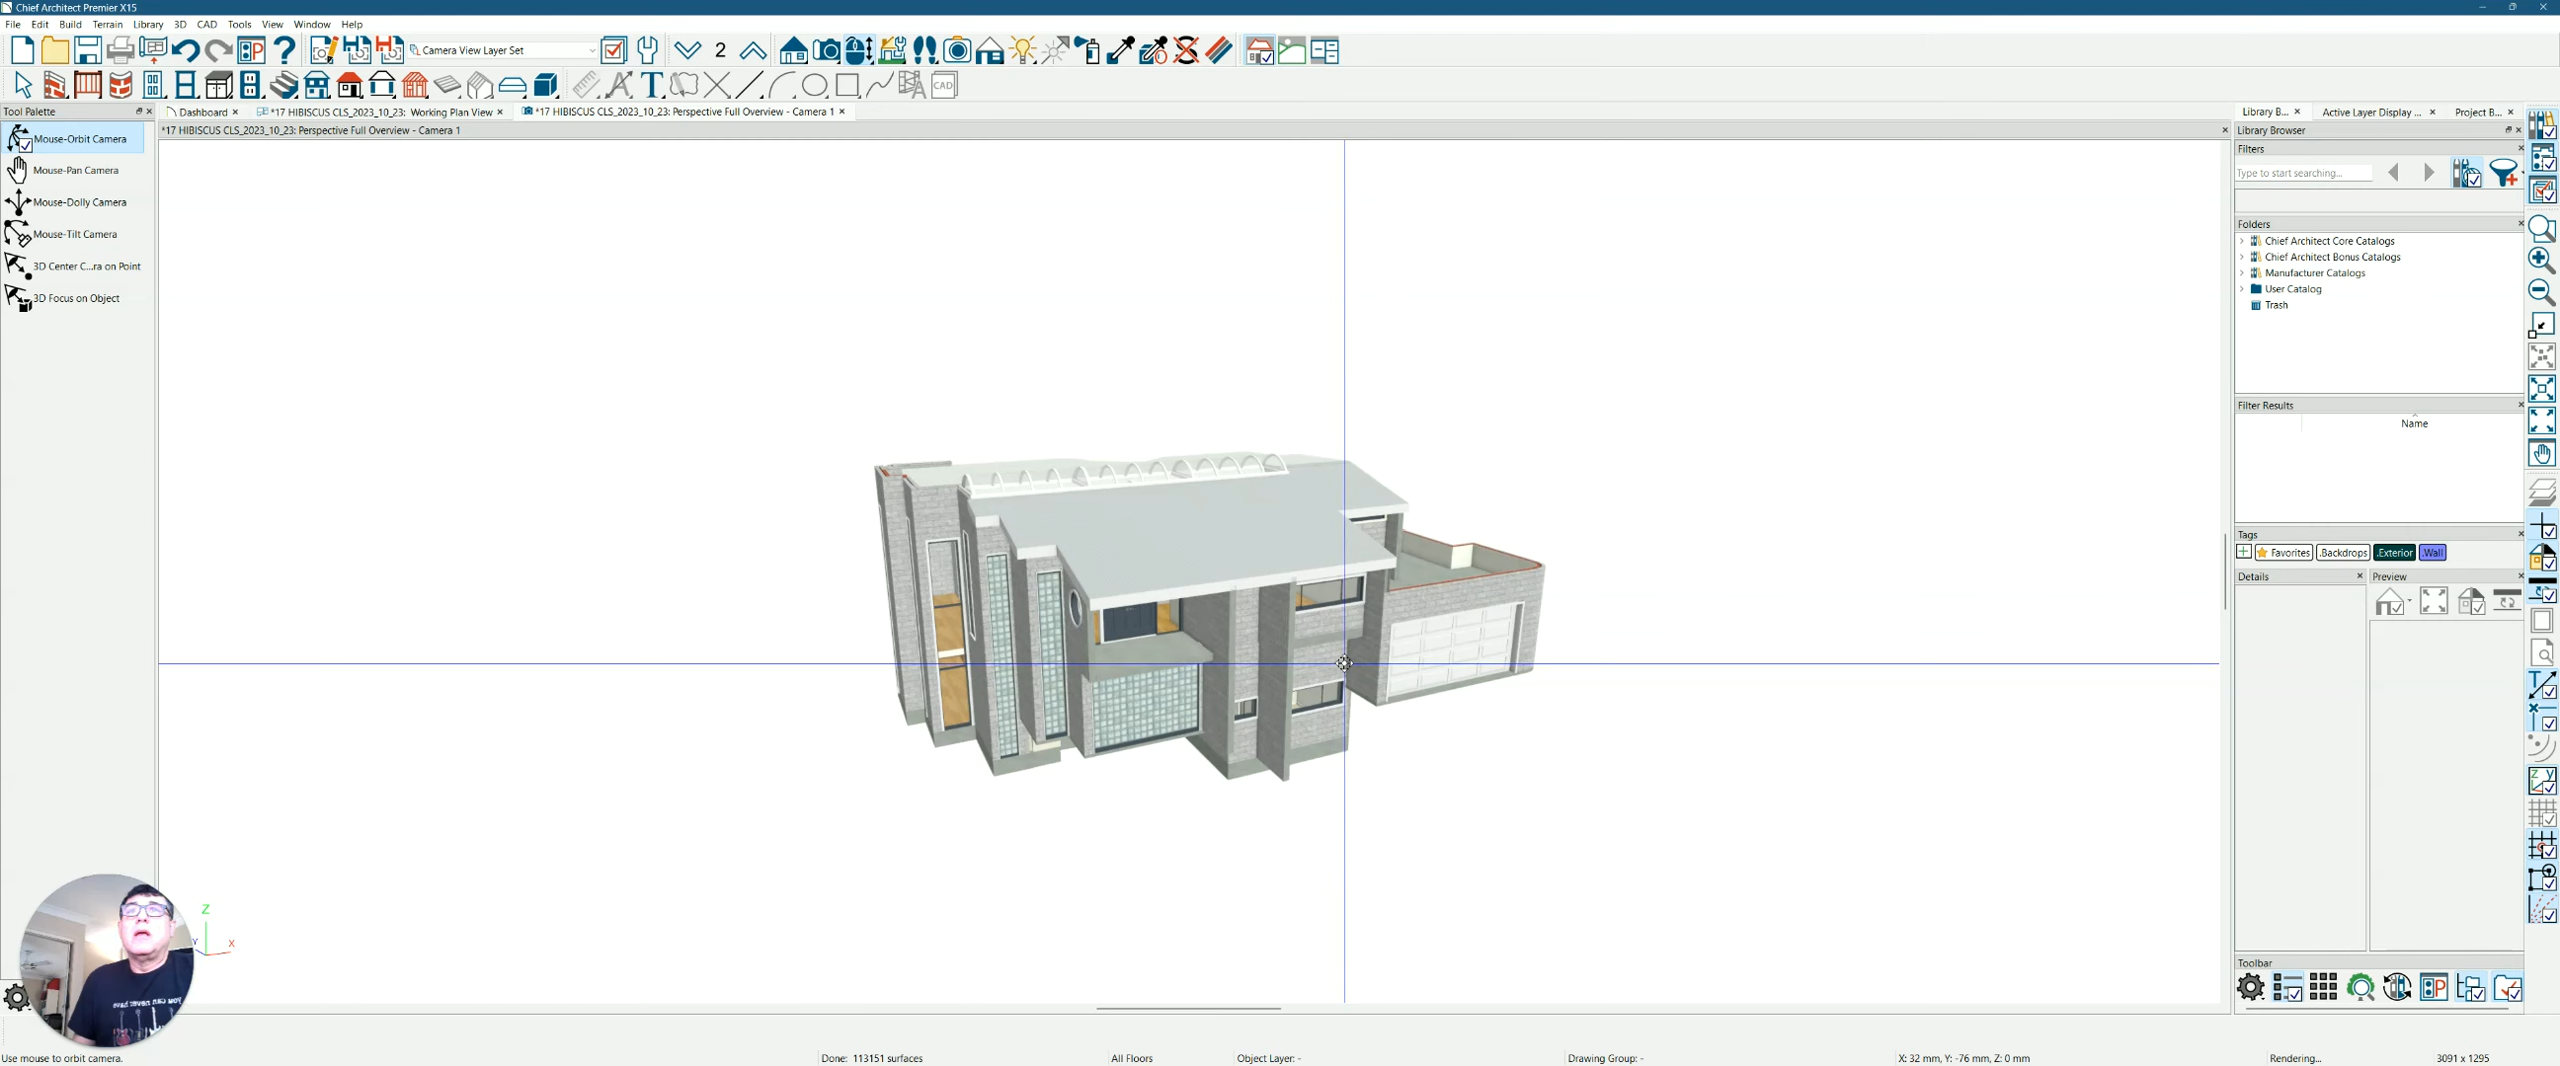 Chief Architect Premier X15
File Edit Build Terrain Library 3D CAD Tools View Window Help
Camera View Layer Set
2
Tool Palette
Dashboard
*17 HIBISCUS CLS_2023_10_23: Working Plan View
*17 HIBISCUS CLS_2023_10_23: Perspective Full Overview - Camera 1
Library B...
Active Layer Display ...
Project B...
*17 HIBISCUS CLS_2023_10_23: Perspective Full Overview - Camera 1
Library Browser
Mouse-Orbit Camera
Mouse-Pan Camera
Mouse-Dolly Camera
Mouse-Tilt Camera
3D Center C...ra on Point
3D Focus on Object
Filters
Type to start searching...
Folders
Chief Architect Core Catalogs
Chief Architect Bonus Catalogs
Manufacturer Catalogs
User Catalog
Trash
Filter Results
Name
Tags
Favorites .Backdrops .Exterior .Wall
Details
Preview
Toolbar
Z
Y
X
Use mouse to orbit camera.
Done: 113151 surfaces
All Floors
Object Layer: -
Drawing Group: -
X: 32 mm, Y: -76 mm, Z: 0 mm
Rendering...
3091 x 1295